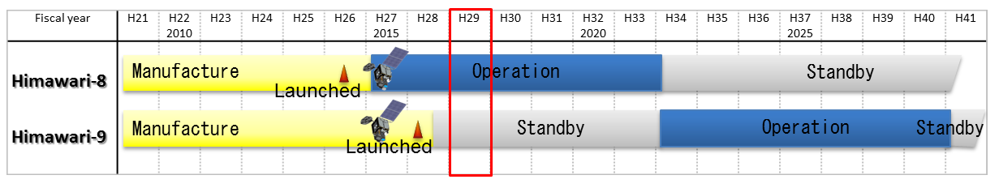 Fiscal year H21 H22 H23 H24 H25 H26 H27 H28 H29 H30 H31 H32 H33 H34 H35 H36 H37 H38 H39 H40 H41
2010 2015 2020 2025
Himawari-8 Manufacture Operation Standby
Launched
Himawari-9 Manufacture Standby Operation Standby
Launched